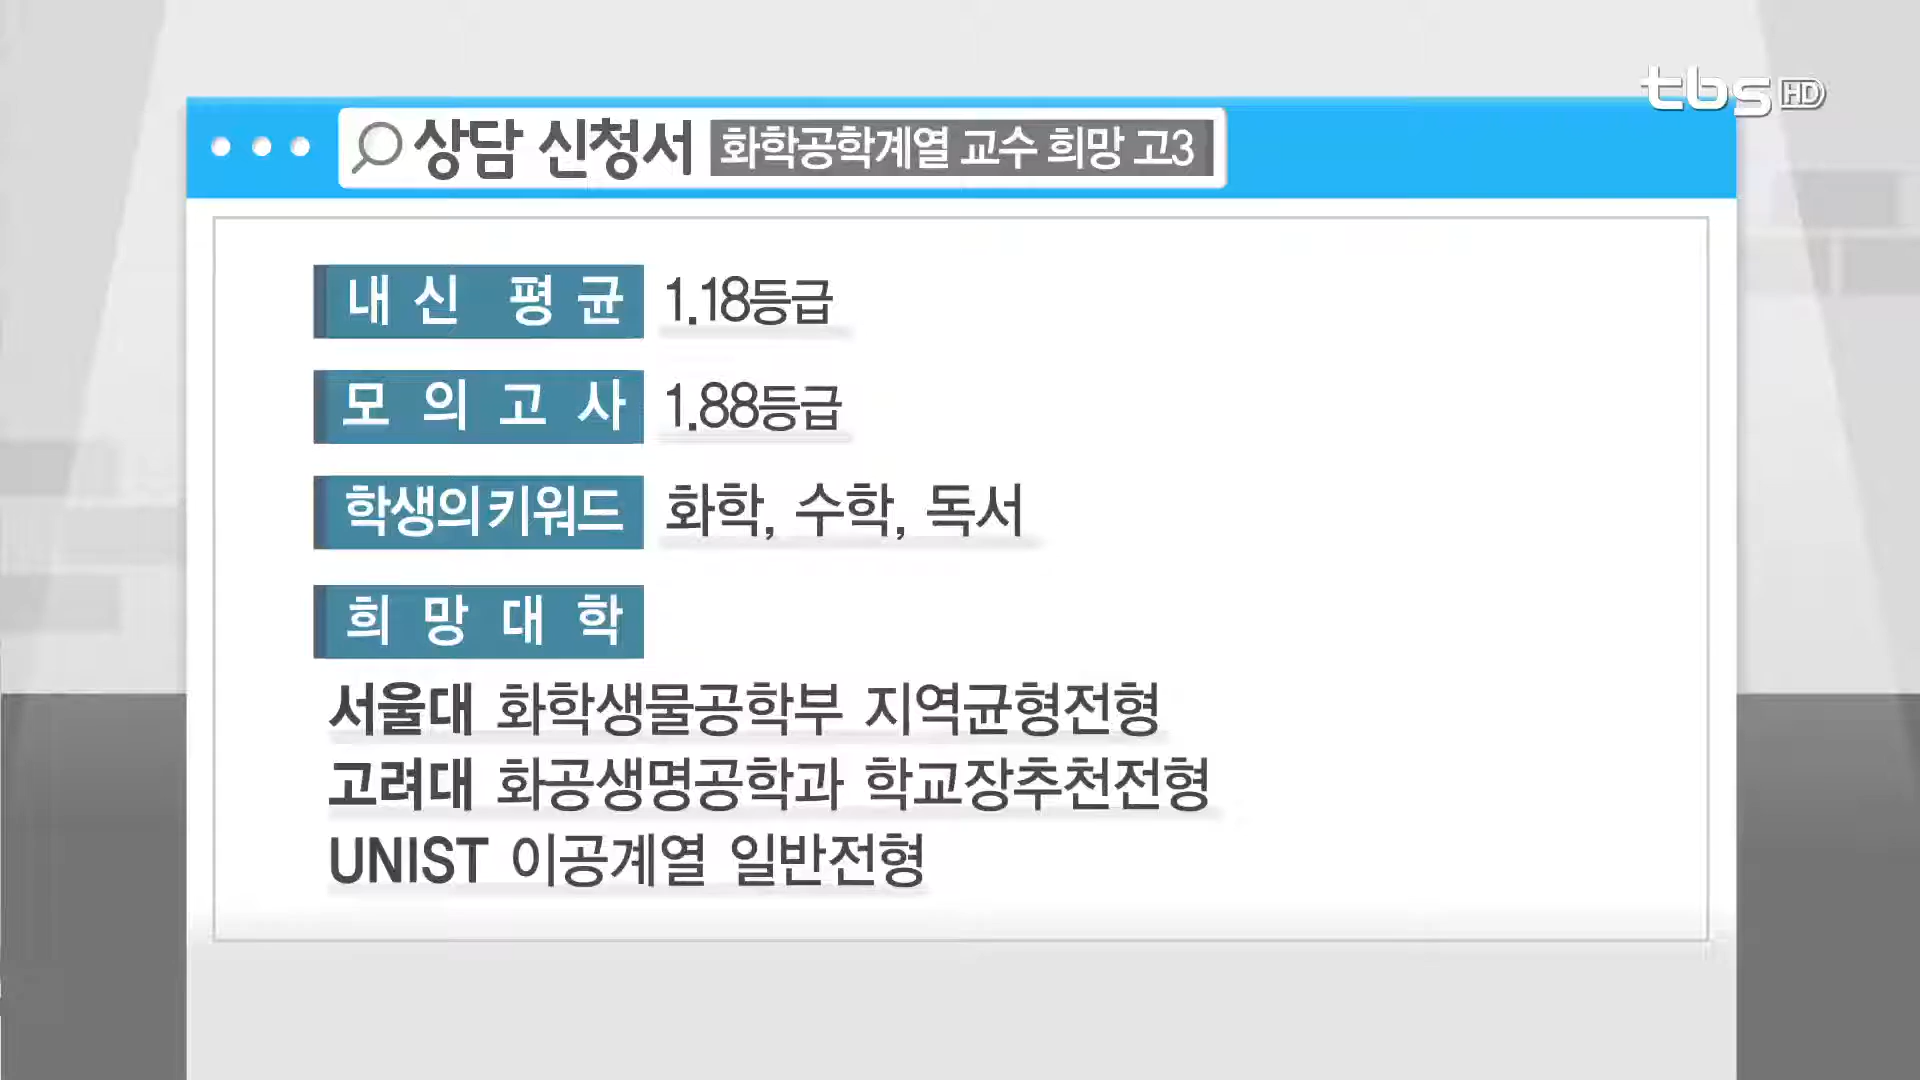 tbs HD
상담 신청서 화학공학계열 교수 희망 고3
내신 평균 1.18등급
모의고사 1.88등급
학생의 키워드 화학, 수학, 독서
희망대학
서울대 화학생물공학부 지역균형전형
고려대 화공생명공학과 학교장추천전형
UNIST 이공계열 일반전형